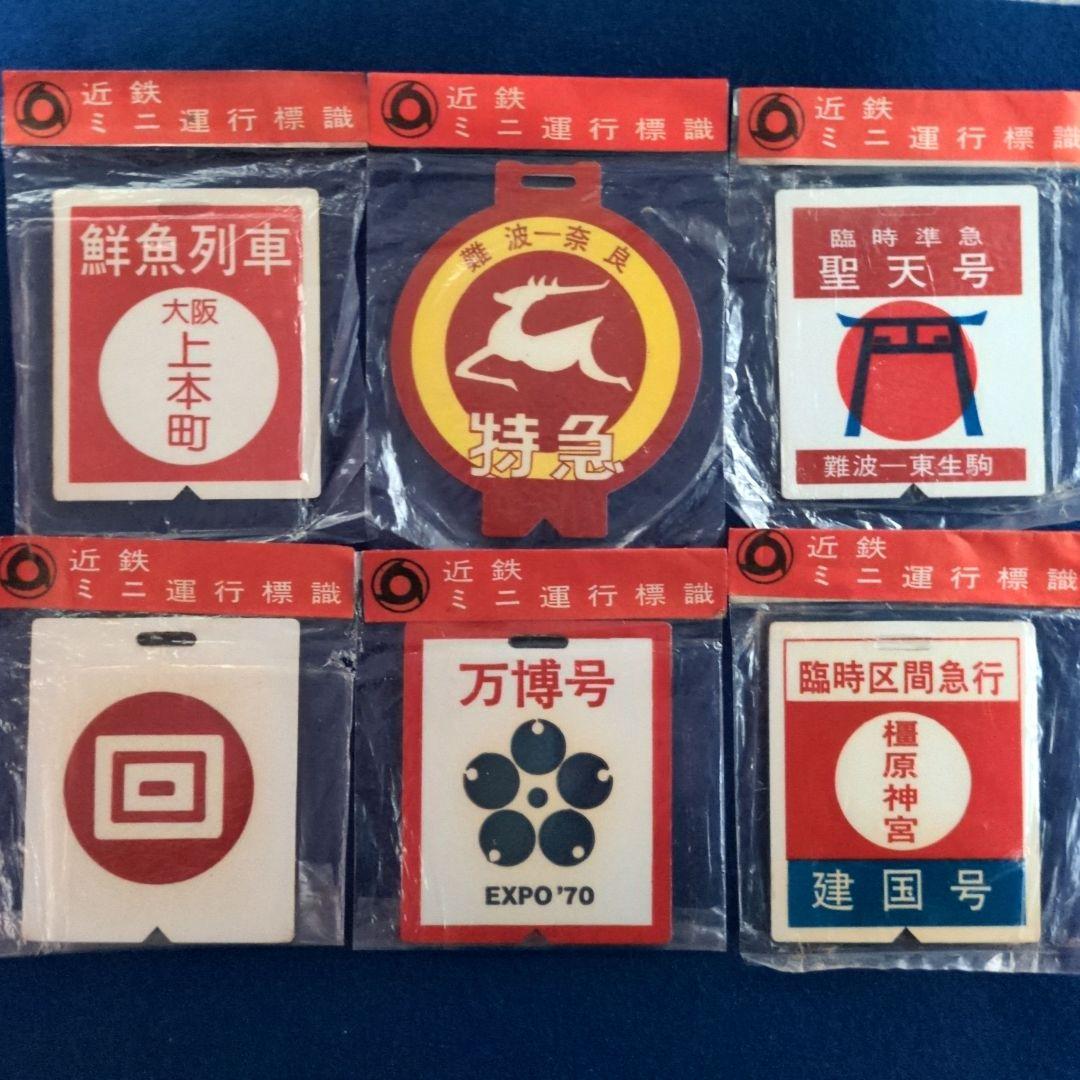 近鉄
ミニ運行標識
鮮魚列車
大阪
上本町
近鉄
ミニ運行標識
難波ー奈良
特急
近鉄
ミニ運行標識
臨時準急
聖天号
難波ー東生駒
近鉄
ミニ運行標識
回
近鉄
ミニ運行標識
万博号
EXPO '70
近鉄
ミニ運行標識
臨時区間急行
橿原神宮
建国号